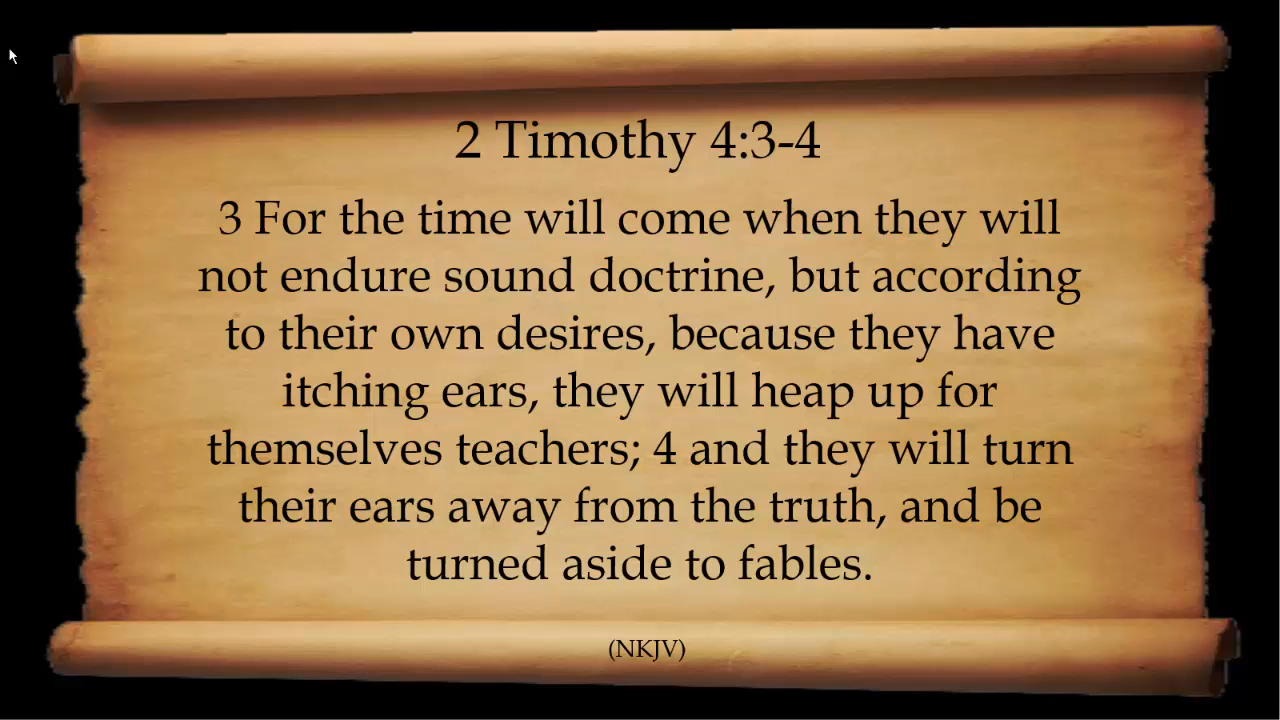 2 Timothy 4:3-4
3 For the time will come when they will
not endure sound doctrine, but according
to their own desires, because they have
itching ears, they will heap up for
themselves teachers; 4 and they will turn
their ears away from the truth, and be
turned aside to fables.
(NKJV)